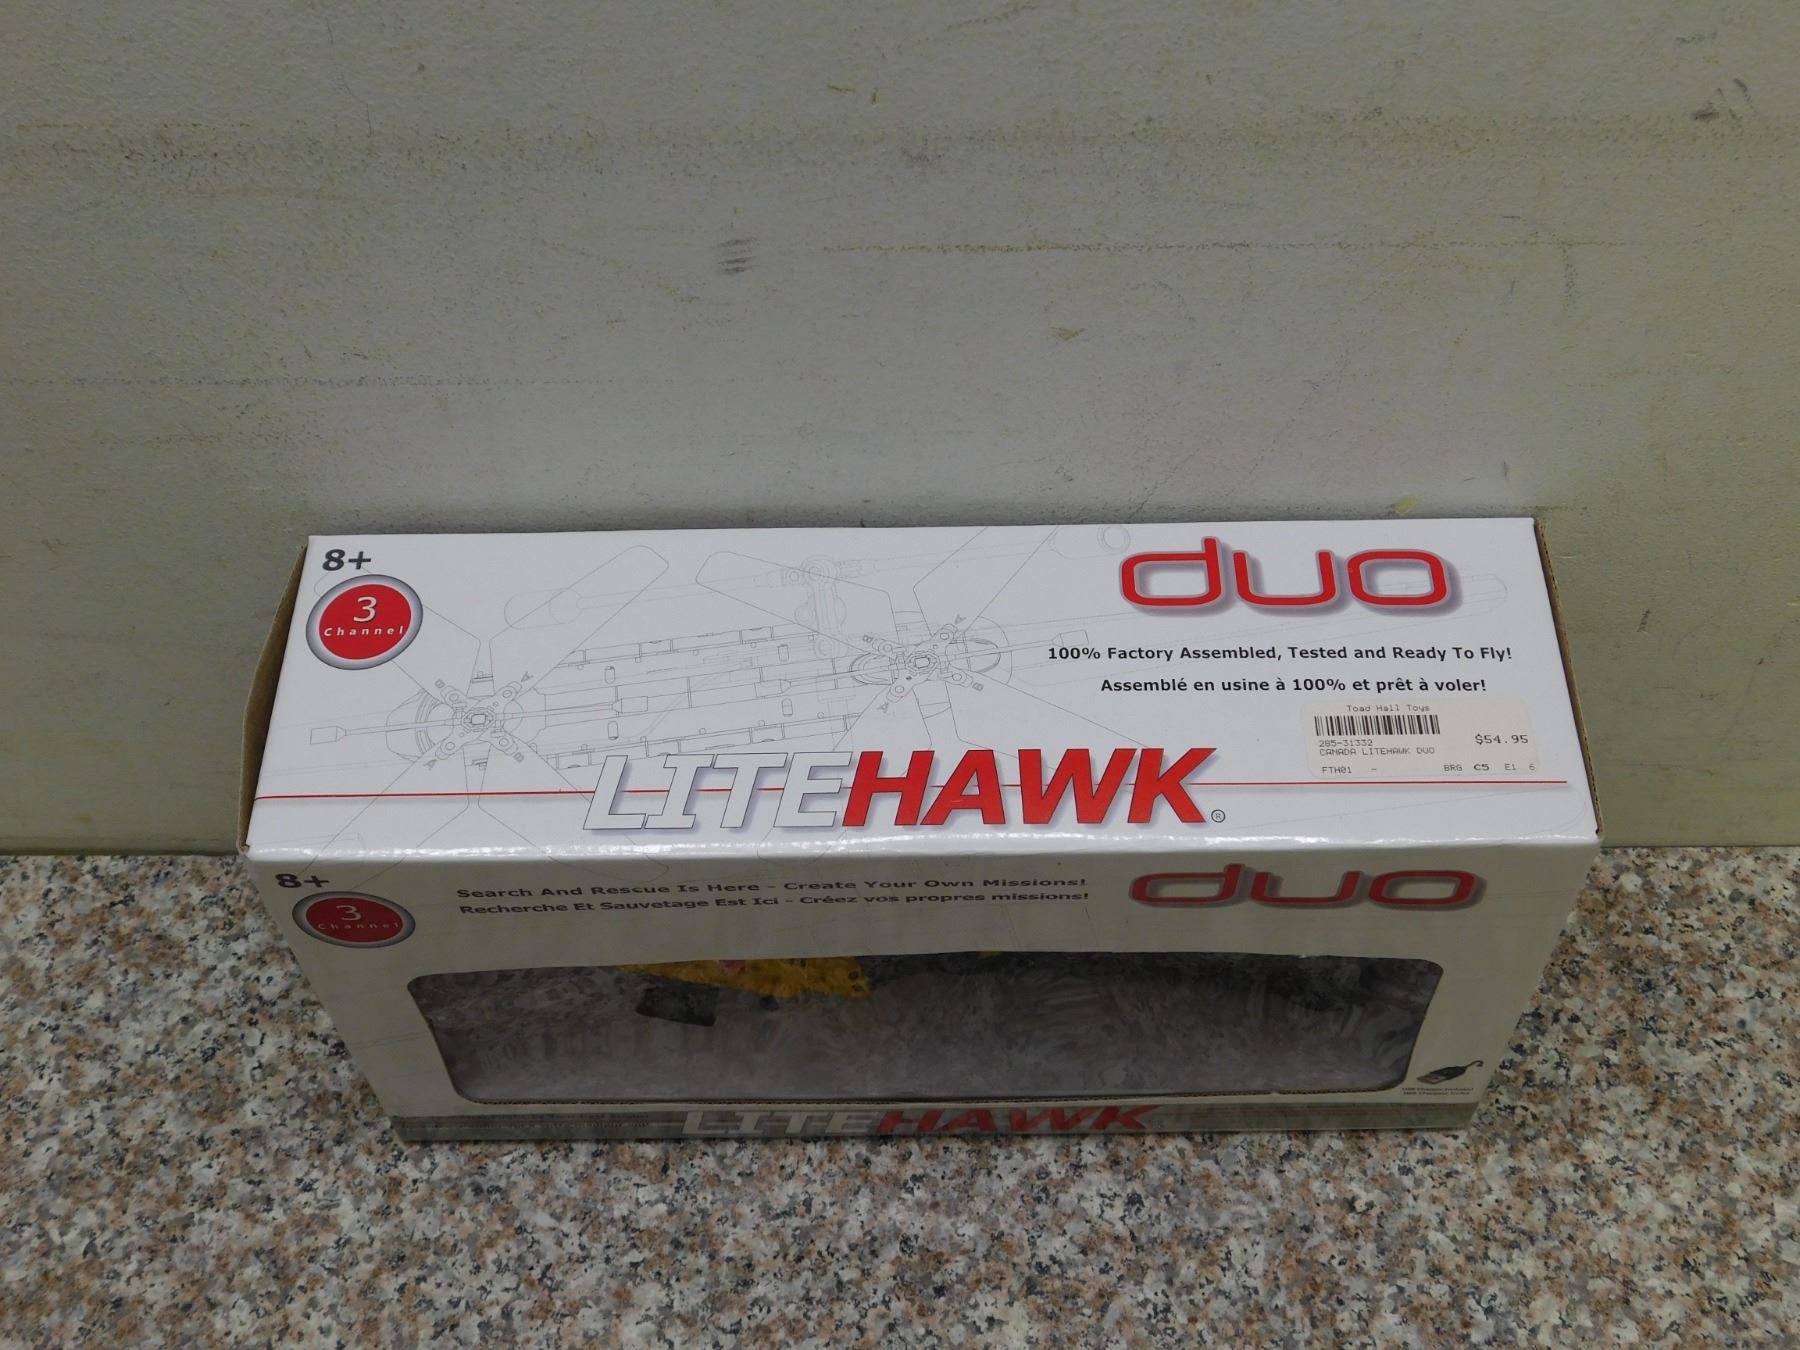 8+
3
Channel
duo
100% Factory Assembled, Tested and Ready To Fly!
Assemblé en usine à 100% et prêt à voler!
Toad Hall Toys
285-31332
$54.95
CANADA LITEHAWK DUO
FTH01 - BRG C5 E1 6
LITEHAWK®
8+
3
Channel
Search And Rescue Is Here - Create Your Own Missions!
Recherche Et Sauvetage Est Ici - Créez vos propres missions!
duo
USB Charger Included
LITEHAWK